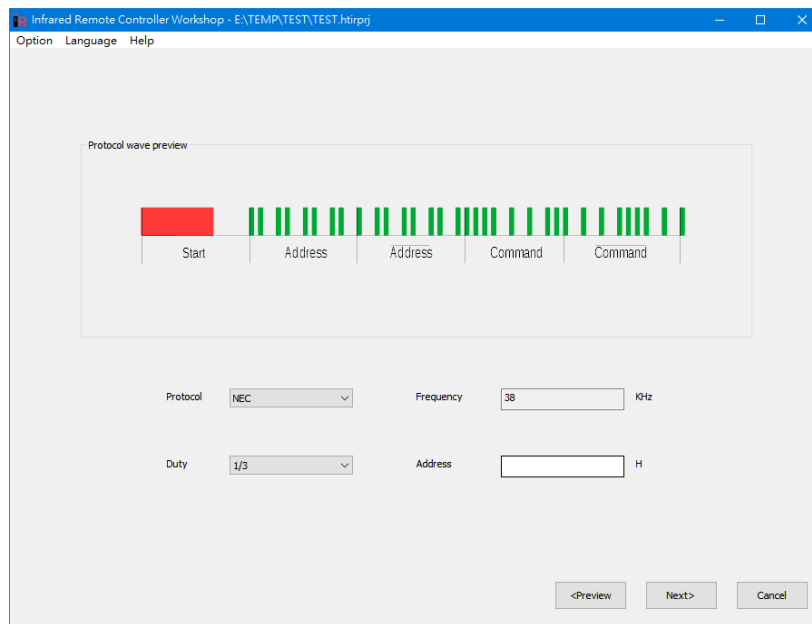 Infrared Remote Controller Workshop - E:\TEMP\TEST\TEST.htirprj
Option Language Help
Protocol wave preview
Start Address Address Command Command
Protocol NEC Frequency 38 KHz
Duty 1/3 Address H
<Preview Next> Cancel